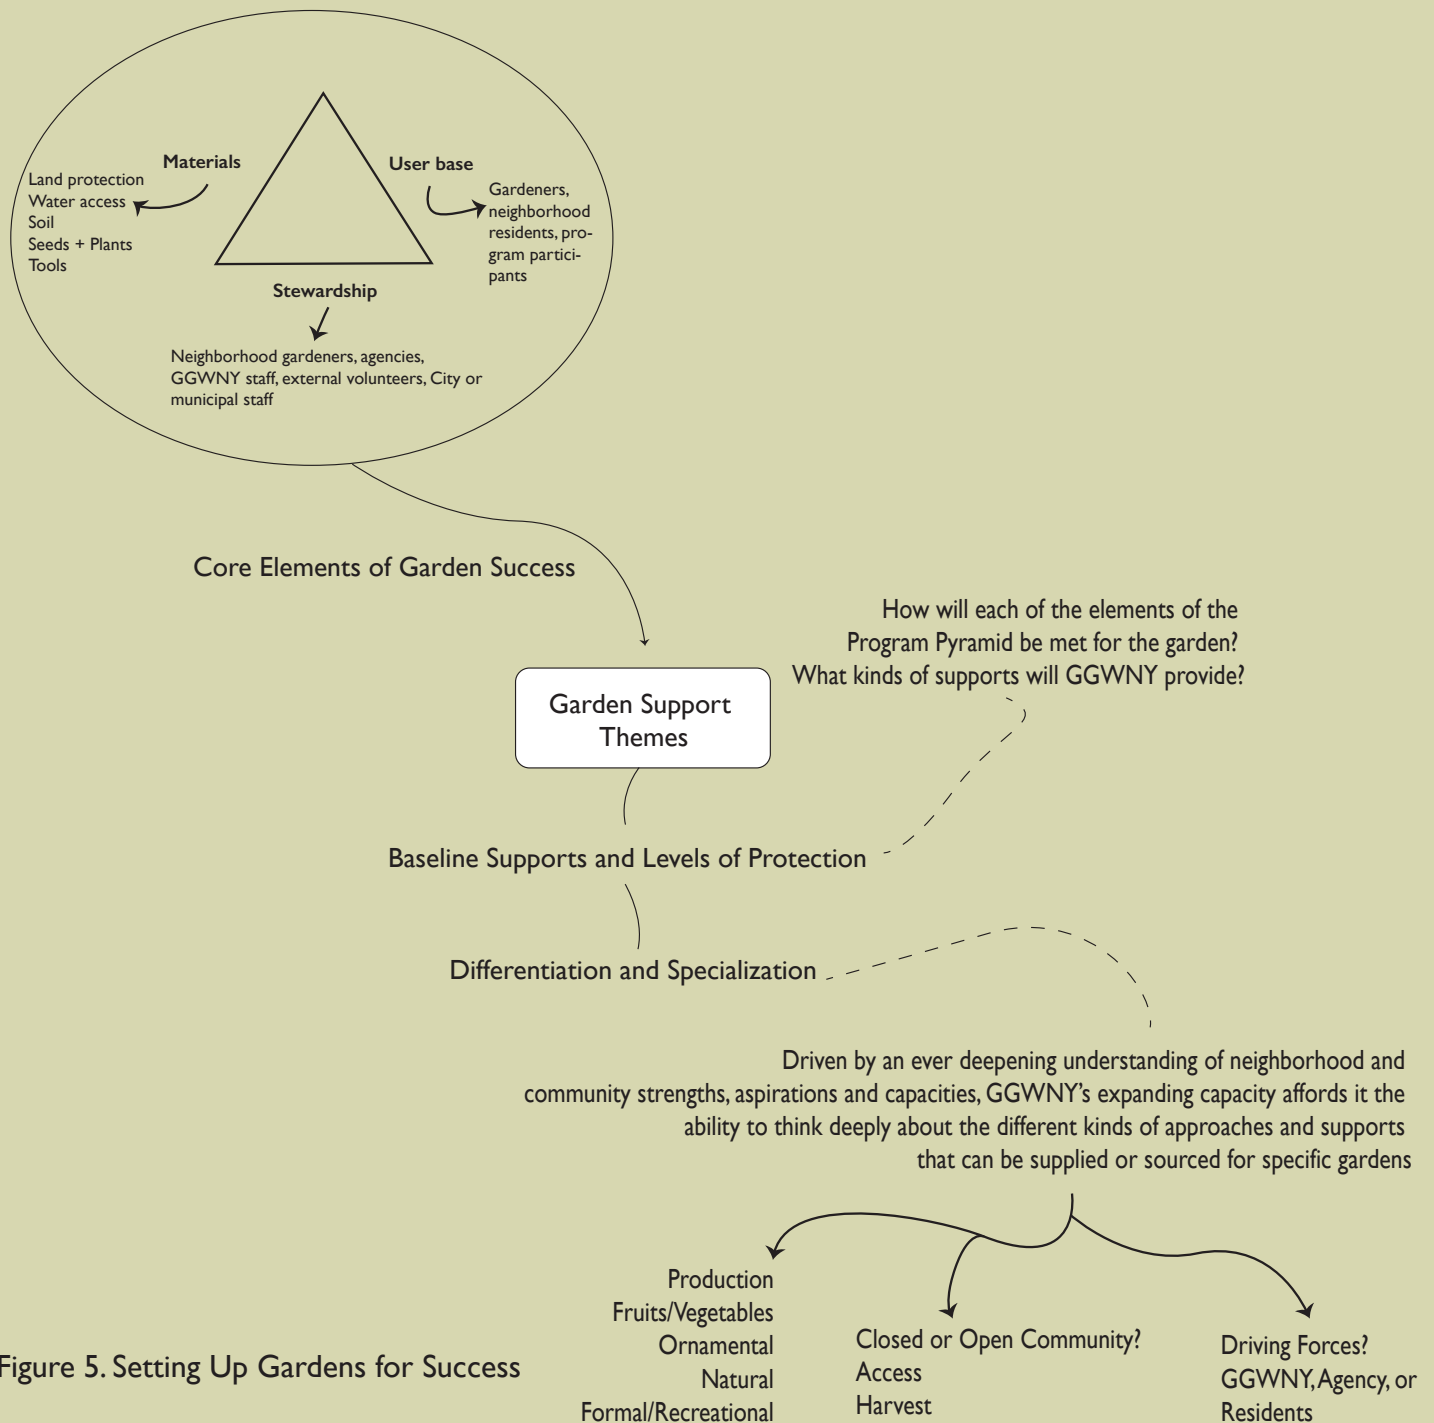 Materials
Land protection
Water access
Soil
Seeds + Plants
Tools
User base
Gardeners,
neighborhood
residents, pro-
gram partici-
pants
Stewardship
Neighborhood gardeners, agencies,
GGWNY staff, external volunteers, City or
municipal staff
Core Elements of Garden Success
How will each of the elements of the
Program Pyramid be met for the garden?
What kinds of supports will GGWNY provide?
Garden Support
Themes
Baseline Supports and Levels of Protection
Differentiation and Specialization
Driven by an ever deepening understanding of neighborhood and
community strengths, aspirations and capacities, GGWNY's expanding capacity affords it the
ability to think deeply about the different kinds of approaches and supports
that can be supplied or sourced for specific gardens
Production
Fruits/Vegetables
Ornamental
Natural
Formal/Recreational
Closed or Open Community?
Access
Harvest
Driving Forces?
GGWNY, Agency, or
Residents
Figure 5. Setting Up Gardens for Success